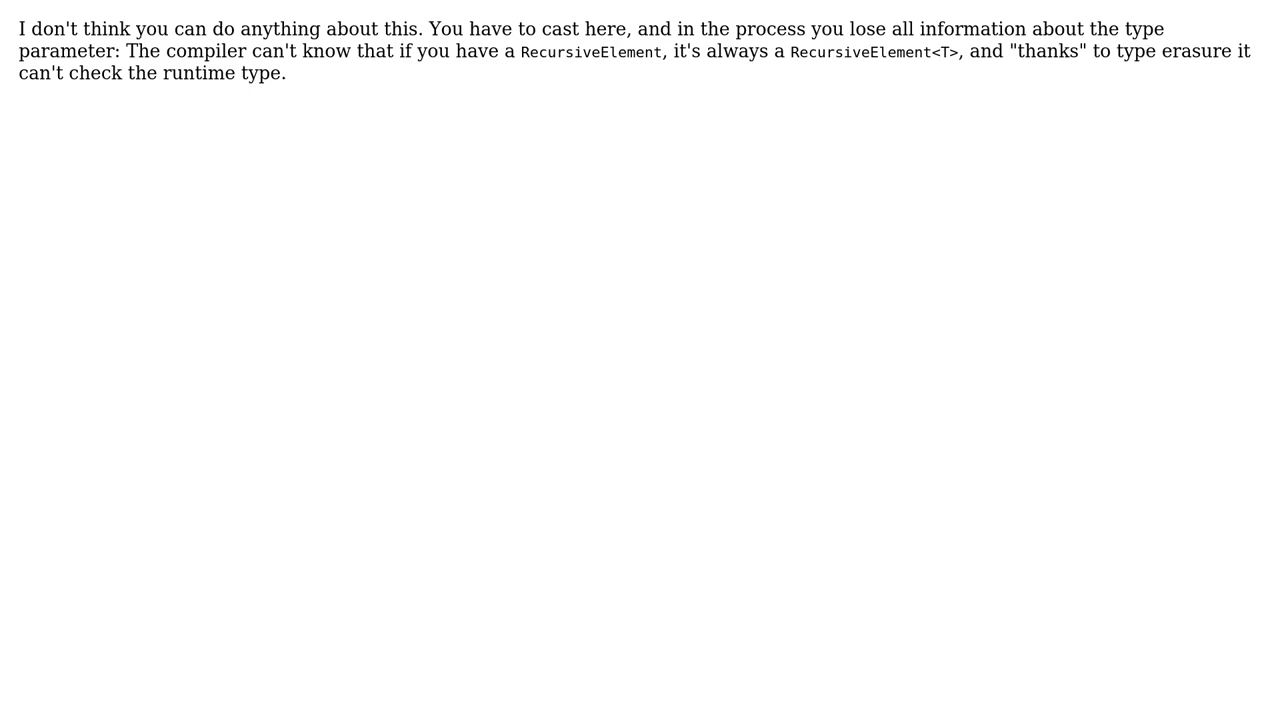 I don't think you can do anything about this. You have to cast here, and in the process you lose all information about the type
parameter: The compiler can't know that if you have a RecursiveElement, it's always a RecursiveElement<T>, and "thanks" to type erasure it
can't check the runtime type.